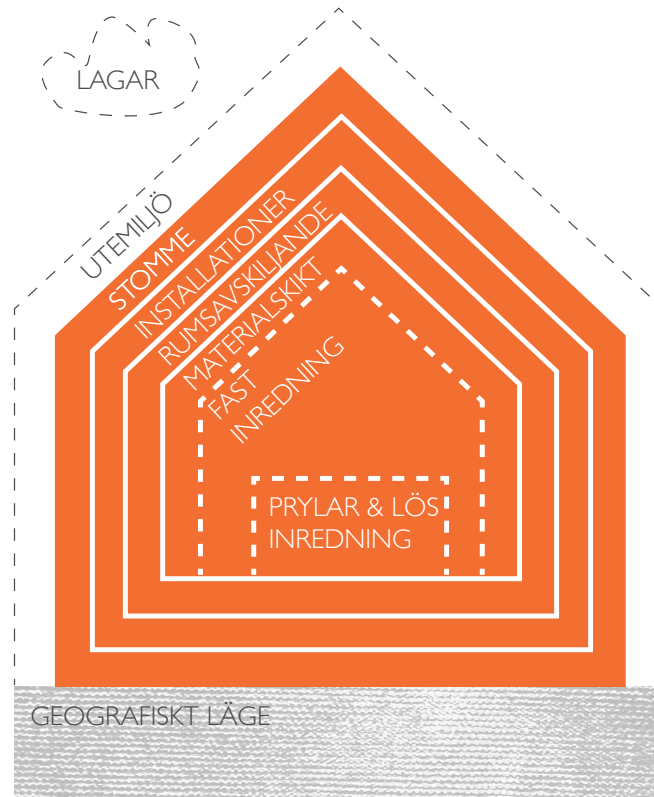 LAGAR
UTEMILJÖ
STOMME
INSTALLATIONER
RUMSAVSKILJANDE
MATERIALSKIKT
FAST
INREDNING
PRYLAR & LÖS
INREDNING
GEOGRAFISKT LÄGE